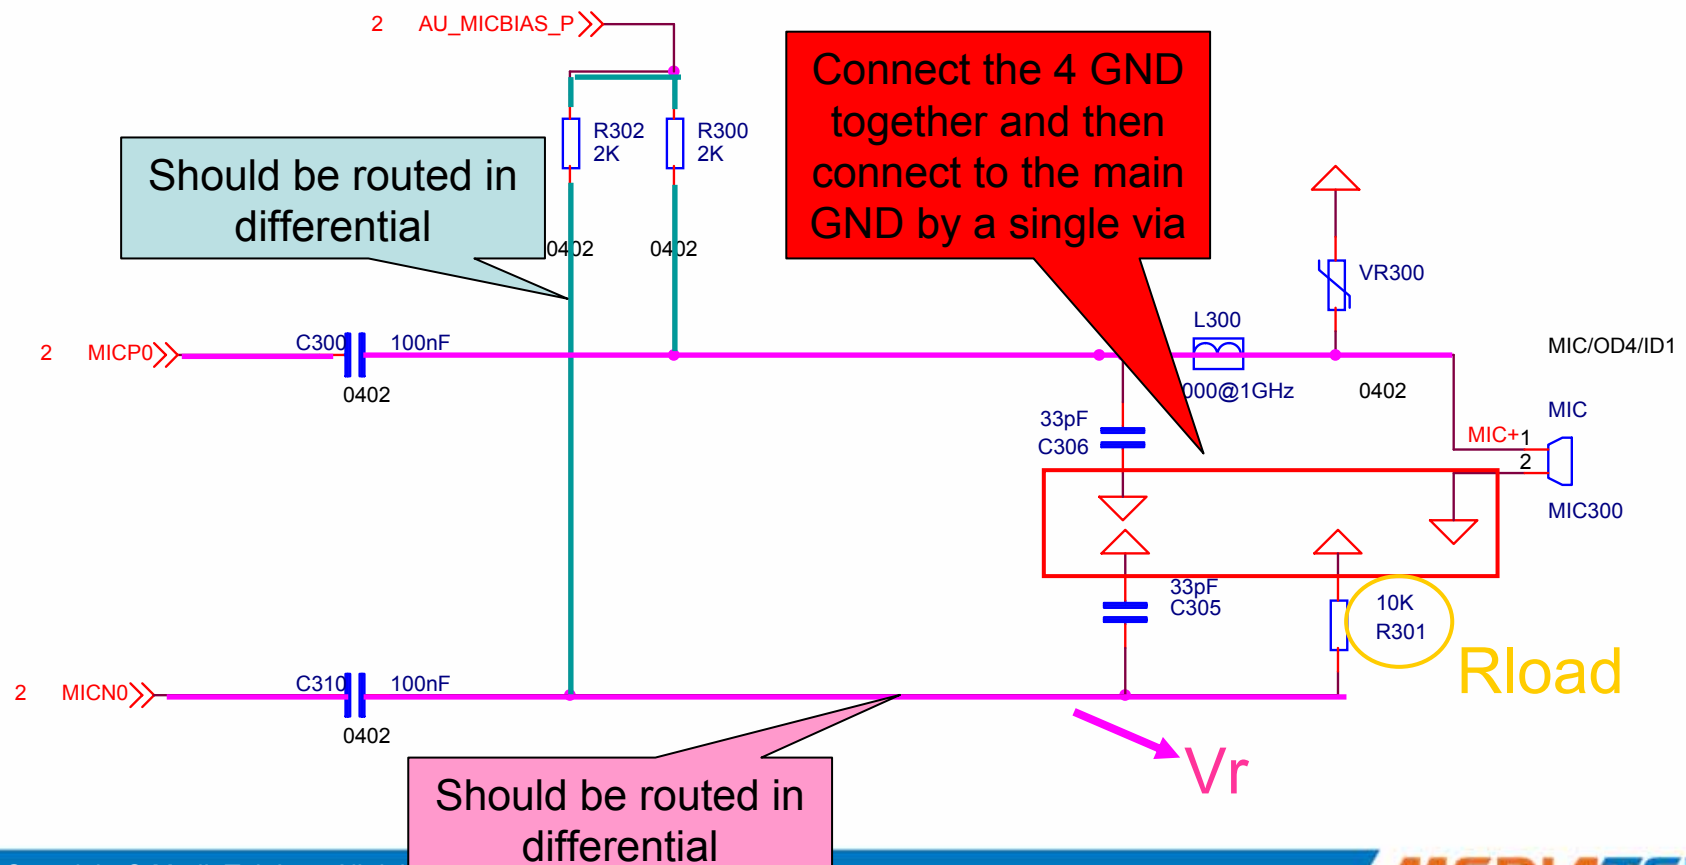 2 AU_MICBIAS_P
Connect the 4 GND
together and then
connect to the main
GND by a single via
R302
2K
R300
2K
Should be routed in
differential
0402
0402
VR300
L300
C300
100nF
2 MICP0
MIC/OD4/ID1
0402
000@1GHz
0402
33pF
C306
MIC
MIC+
1
2
MIC300
33pF
C305
10K
R301
Rload
C310
100nF
2 MICN0
0402
Vr
Should be routed in
differential